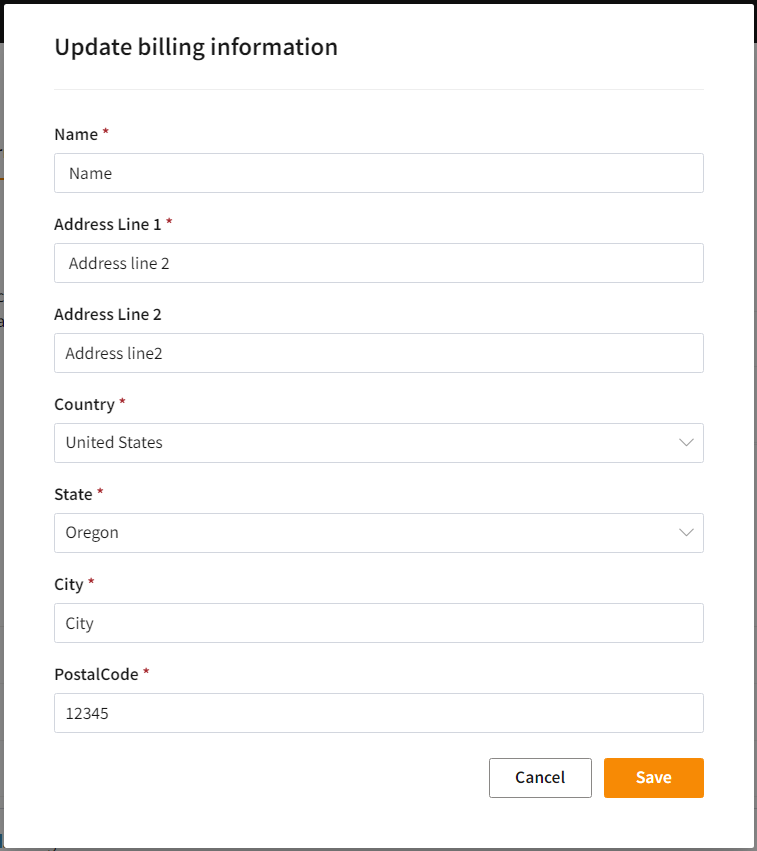 Update billing information
Name *
Name
Address Line 1 *
Address line 2
Address Line 2
Address line2
Country *
United States
State *
Oregon
City *
City
PostalCode *
12345
Cancel Save